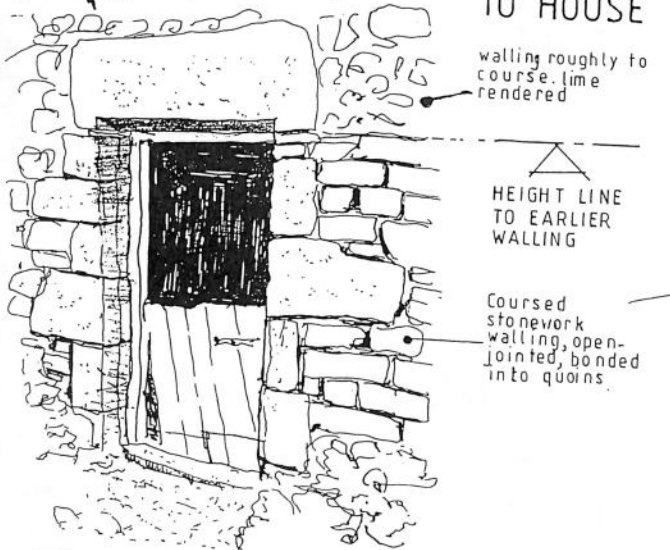 TO HOUSE
walling roughly to
course. lime
rendered
HEIGHT LINE
TO EARLIER
WALLING
Coursed
stonework
walling, open-
jointed, bonded
into quoins